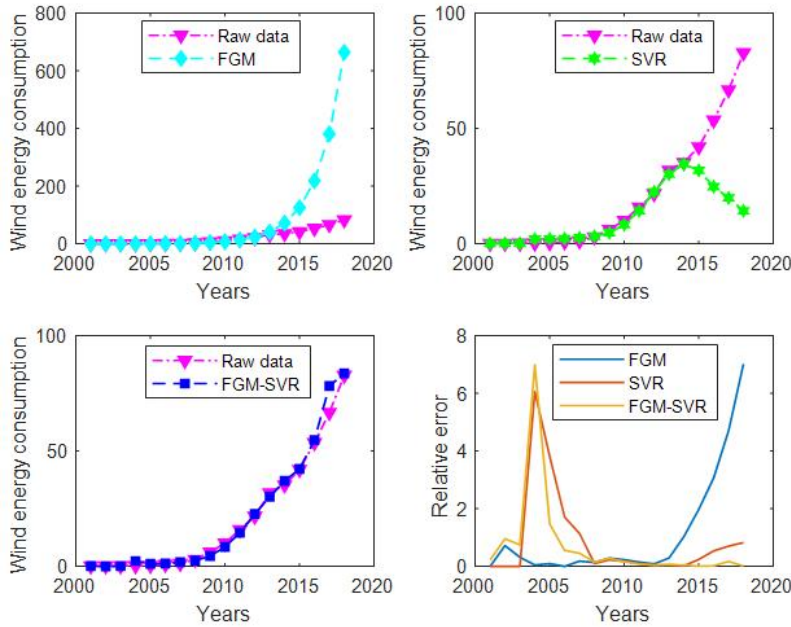 800
600
400
200
0
Wind energy consumption
Raw data
FGM
2000
2005
2010
2015
2020
Years
100
50
0
Wind energy consumption
Raw data
SVR
2000
2005
2010
2015
2020
Years
100
50
0
Wind energy consumption
Raw data
FGM-SVR
2000
2005
2010
2015
2020
Years
8
6
4
2
0
Relative error
FGM
SVR
FGM-SVR
2000
2005
2010
2015
2020
Years